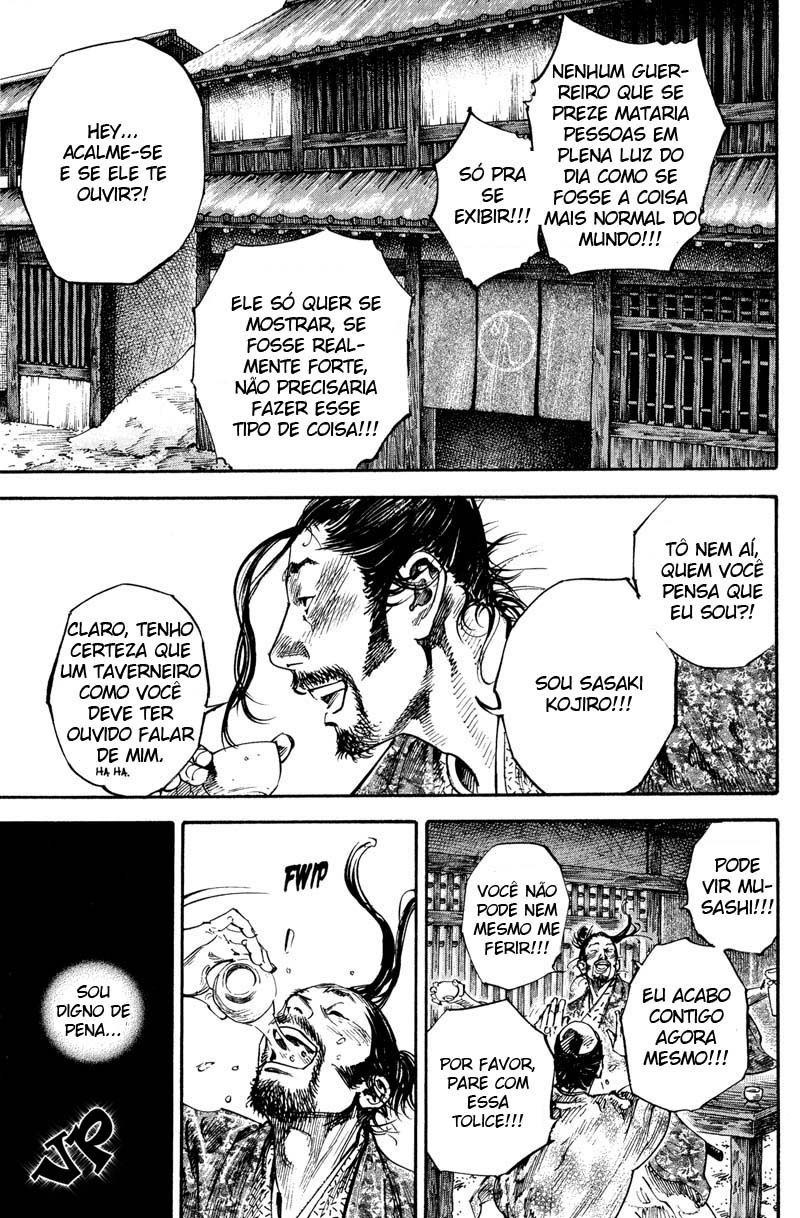 NENHUM GUER-
REIRO QUE SE
PREZE MATARIA
PESSOAS EM
PLENA LUZ DO
DIA COMO SE
FOSSE A COISA
MAIS NORMAL DO
MUNDO!!!
SÓ PRA
SE
EXIBIR!!!
ELE SÓ QUER SE
MOSTRAR, SE
FOSSE REAL-
MENTE FORTE,
NÃO PRECISARIA
FAZER ESSE
TIPO DE COISA!!!
HEY...
ACALME-SE
E SE ELE TE
OUVIR?!
TÔ NEM AÍ,
QUEM VOCÊ
PENSA QUE
EU SOU?!
SOU SASAKI
KOJIRO!!!
CLARO, TENHO
CERTEZA QUE
UM TAVERNEIRO
COMO VOCÊ
DEVE TER
OUVIDO FALAR
DE MIM.
HA HA.
PODE
VIR MU-
SASHI!!!
EU ACABO
CONTIGO
AGORA
MESMO!!!
VOCÊ NÃO
PODE NEM
MESMO ME
FERIR!!!
POR FAVOR,
PARE COM
ESSA
TOLICE!!!
FWIP
SOU
DIGNO DE
PENA...
JP